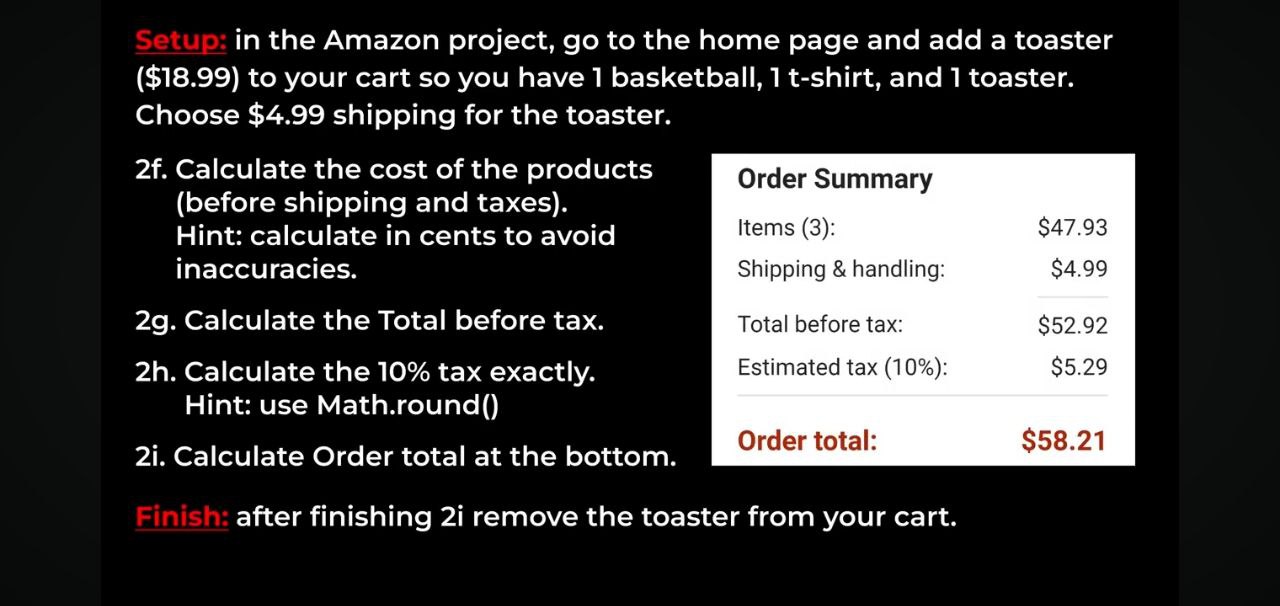 Setup: in the Amazon project, go to the home page and add a toaster
($18.99) to your cart so you have 1 basketball, 1 t-shirt, and 1 toaster.
Choose $4.99 shipping for the toaster.
2f. Calculate the cost of the products
(before shipping and taxes).
Hint: calculate in cents to avoid
inaccuracies.
2g. Calculate the Total before tax.
2h. Calculate the 10% tax exactly.
Hint: use Math.round()
2i. Calculate Order total at the bottom.
Order Summary
Items (3): $47.93
Shipping & handling: $4.99
Total before tax: $52.92
Estimated tax (10%): $5.29
Order total: $58.21
Finish: after finishing 2i remove the toaster from your cart.